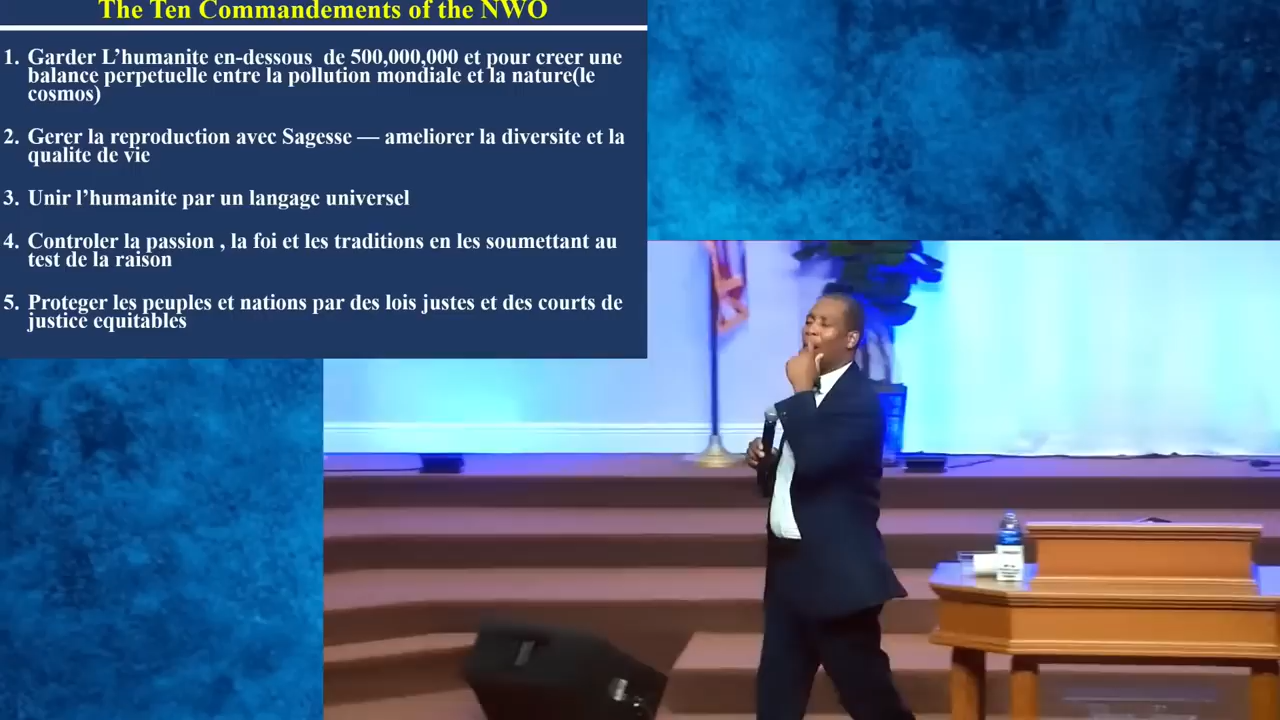 The Ten Commandements of the NWO
1. Garder L’humanite en-dessous de 500,000,000 et pour creer une
balance perpetuelle entre la pollution mondiale et la nature(le
cosmos)
2. Gerer la reproduction avec Sagesse — ameliorer la diversite et la
qualite de vie
3. Unir l’humanite par un langage universel
4. Controler la passion , la foi et les traditions en les soumettant au
test de la raison
5. Proteger les peuples et nations par des lois justes et des courts de
justice equitables